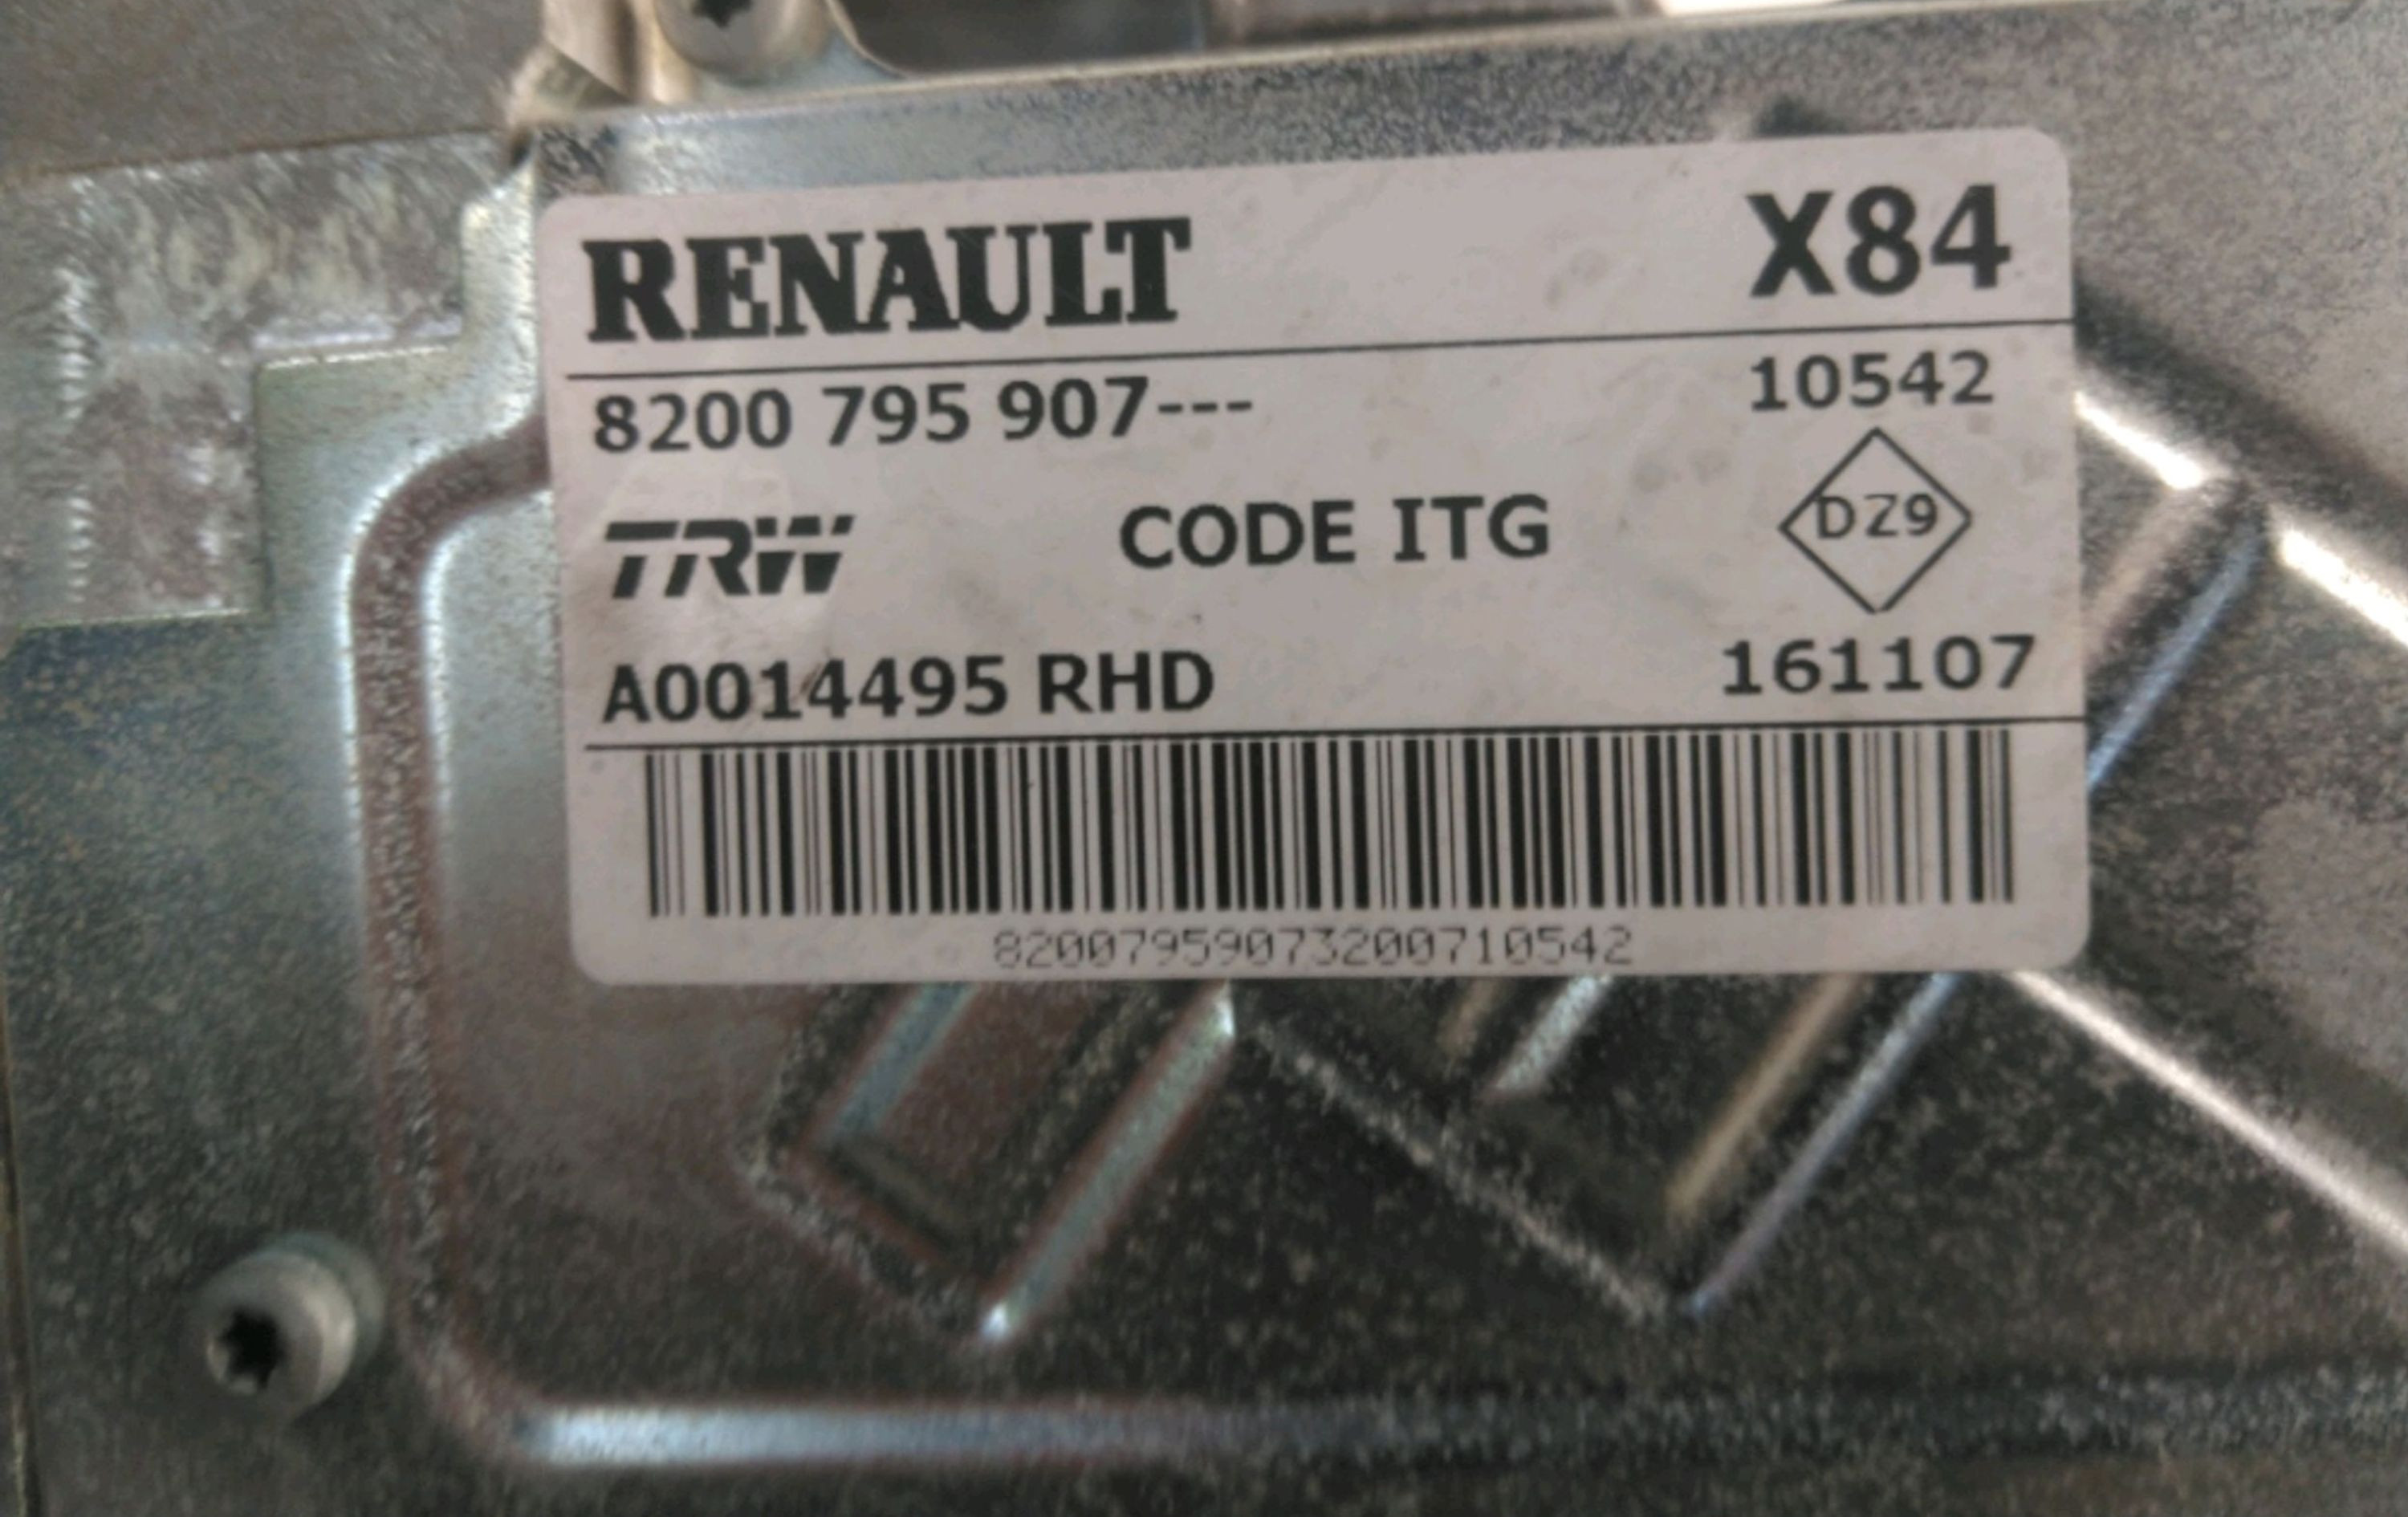 RENAULT X84
8200 795 907--- 10542
TRW CODE ITG DZ9
A0014495 RHD 161107
82007959073200710542